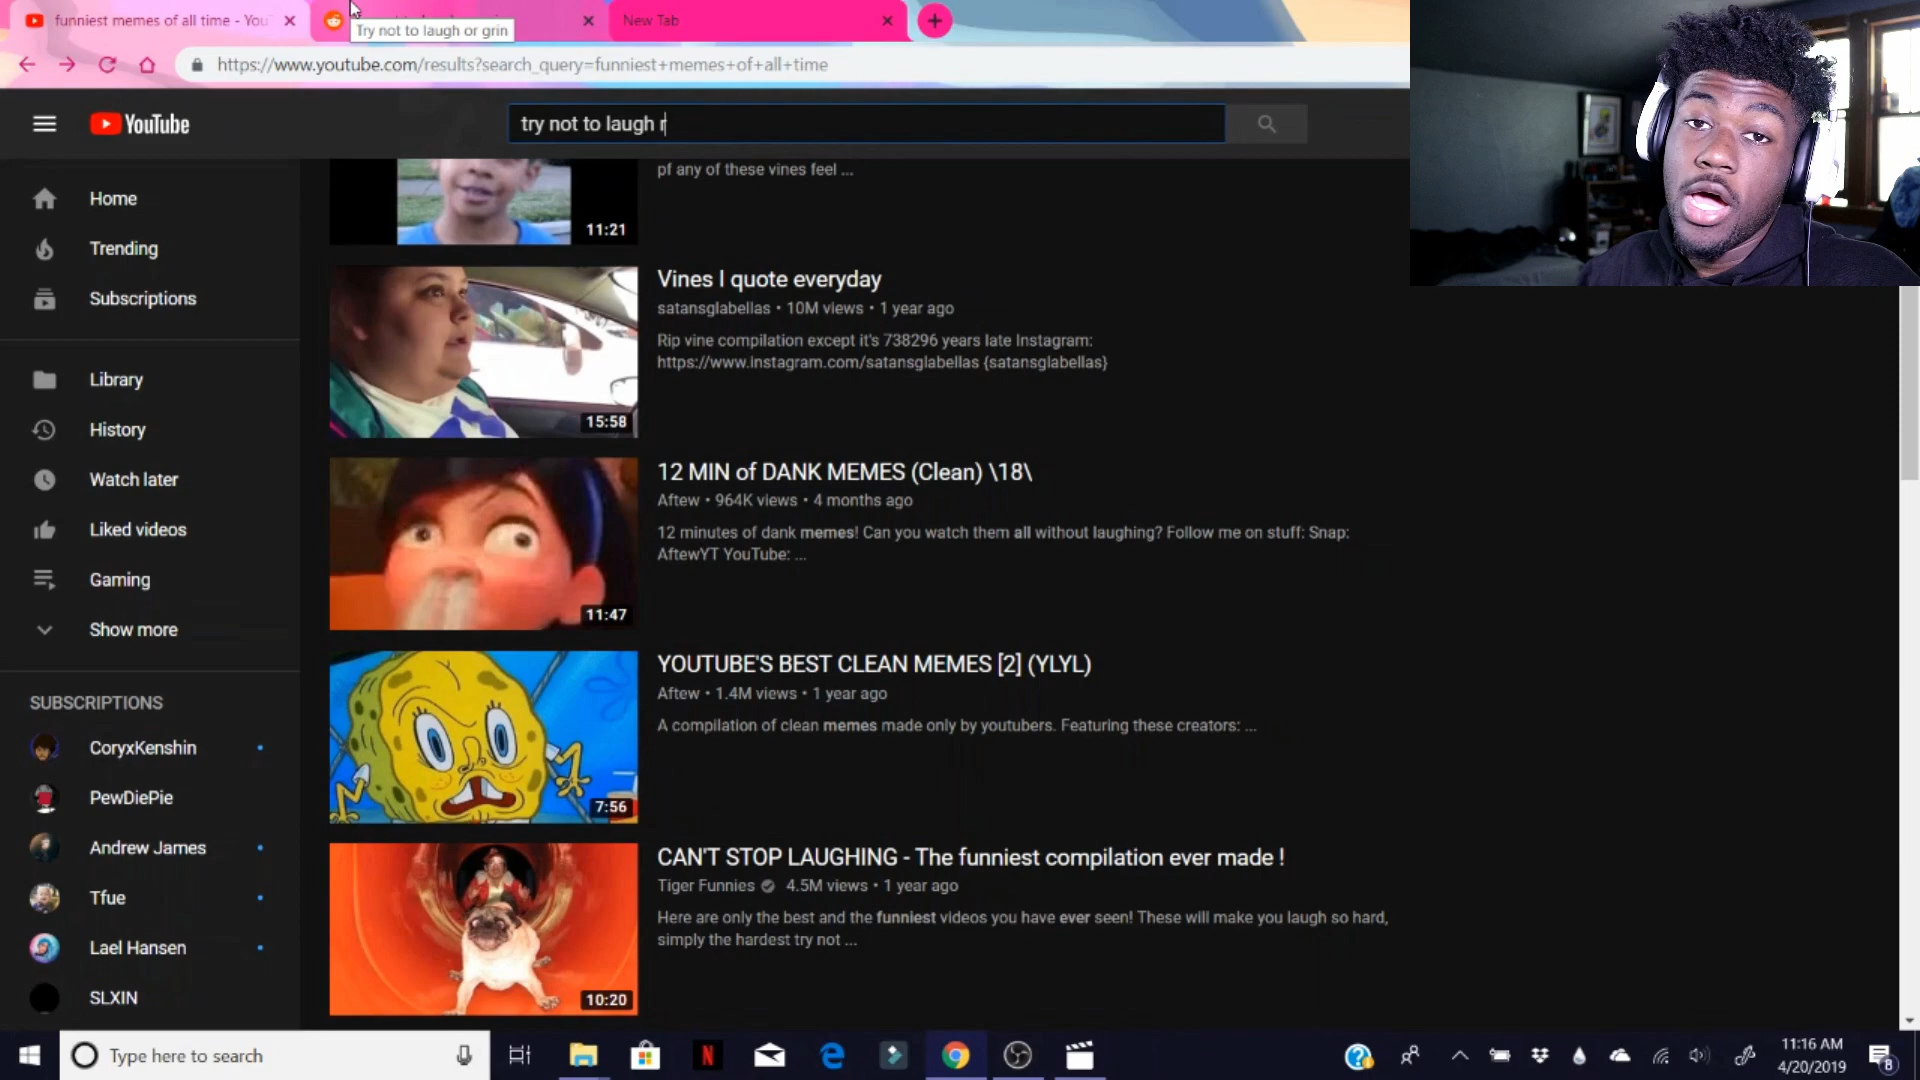 funniest memes of all time - You
Try not to laugh or grin
New Tab
https://www.youtube.com/results?search_query=funniest+memes+of+all+time
YouTube
try not to laugh r
Home
Trending
Subscriptions
Library
History
Watch later
Liked videos
Gaming
Show more
SUBSCRIPTIONS
CoryxKenshin
PewDiePie
Andrew James
Tfue
Lael Hansen
SLXIN
11:21
pf any of these vines feel ...
15:58
Vines I quote everyday
satansglabellas • 10M views • 1 year ago
Rip vine compilation except it's 738296 years late Instagram:
https://www.instagram.com/satansglabellas {satansglabellas}
11:47
12 MIN of DANK MEMES (Clean) \18\
Aftew • 964K views • 4 months ago
12 minutes of dank memes! Can you watch them all without laughing? Follow me on stuff: Snap:
AftewYT YouTube: ...
7:56
YOUTUBE'S BEST CLEAN MEMES [2] (YLYL)
Aftew • 1.4M views • 1 year ago
A compilation of clean memes made only by youtubers. Featuring these creators: ...
10:20
CAN'T STOP LAUGHING - The funniest compilation ever made !
Tiger Funnies 4.5M views • 1 year ago
Here are only the best and the funniest videos you have ever seen! These will make you laugh so hard,
simply the hardest try not ...
Type here to search
11:16 AM
4/20/2019
8